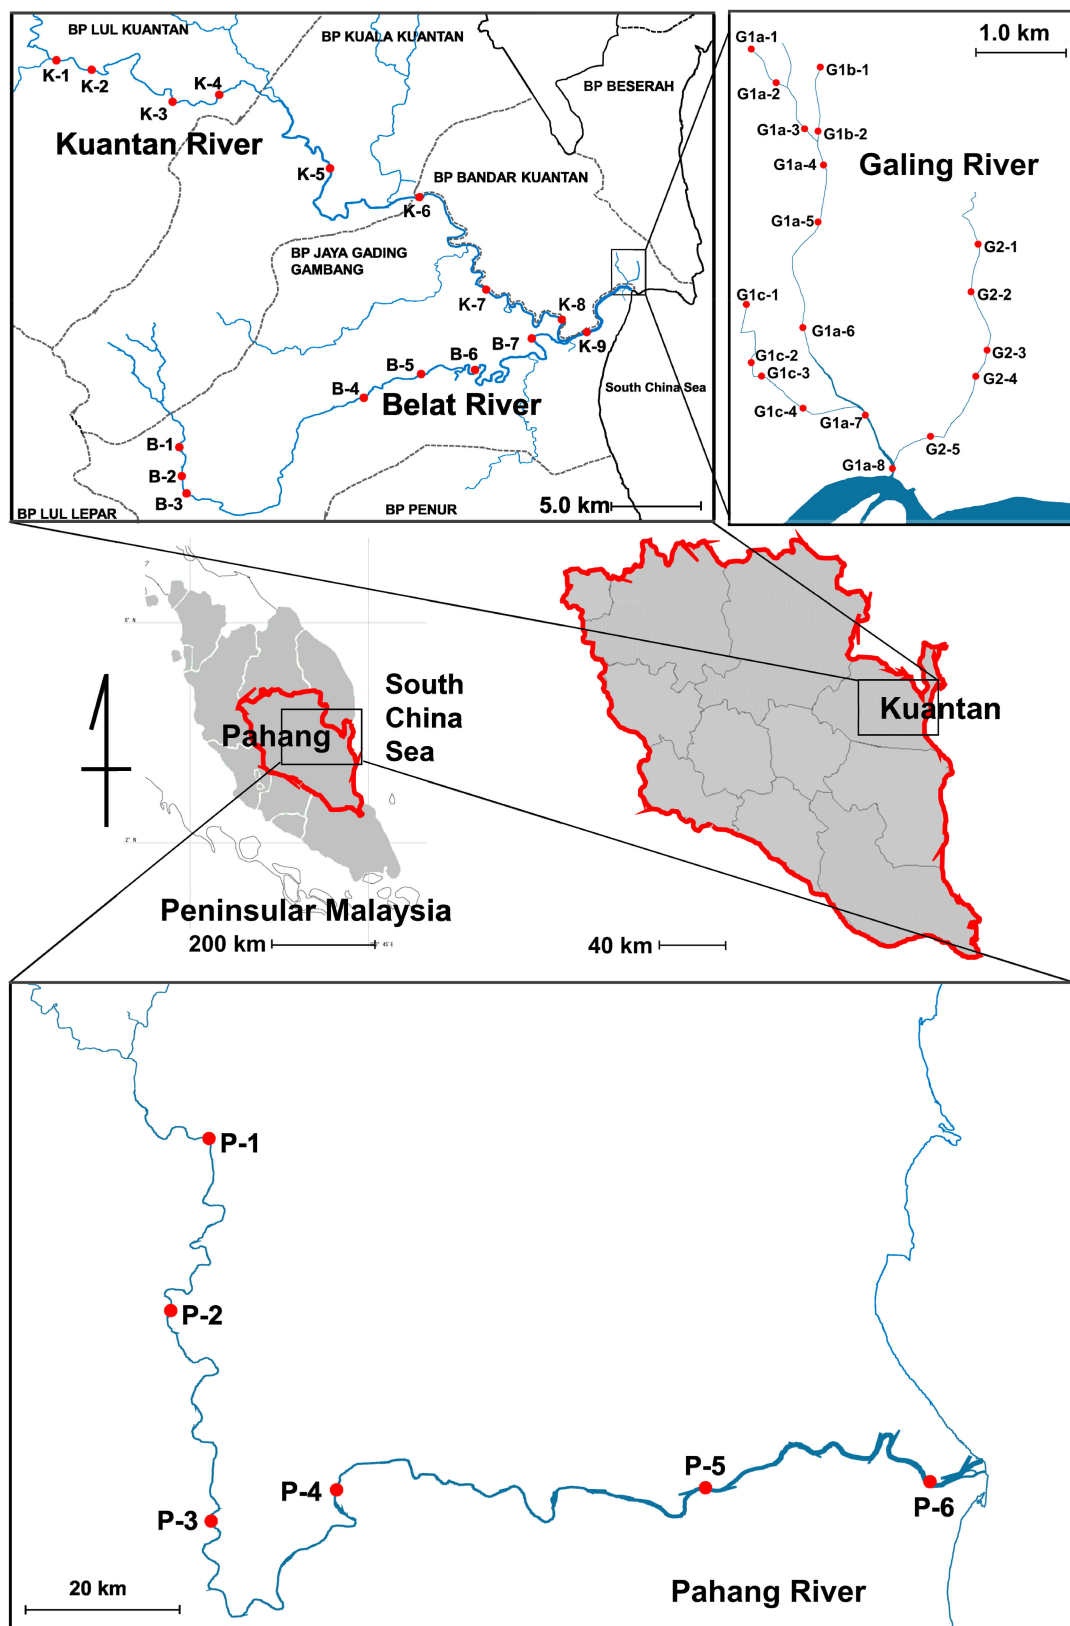 BP LUL KUANTAN
BP KUALA KUANTAN
BP BESERAH
K-1
K-2
K-3
K-4
Kuantan River
K-5
BP BANDAR KUANTAN
K-6
BP JAYA GADING
GAMBANG
K-7
K-8
K-9
B-7
B-6
B-5
B-4
Belat River
South China Sea
B-1
B-2
B-3
BP LUL LEPAR
BP PENUR
5.0 km
G1a-1
1.0 km
G1b-1
G1a-2
G1a-3
G1b-2
G1a-4
Galing River
G1a-5
G2-1
G2-2
G1c-1
G1a-6
G2-3
G1c-2
G1c-3
G2-4
G1c-4
G1a-7
G2-5
G1a-8
6° N
South
China
Sea
Pahang
Kuantan
2° N
Peninsular Malaysia
200 km
40 km
P-1
P-2
P-3
P-4
P-5
P-6
20 km
Pahang River